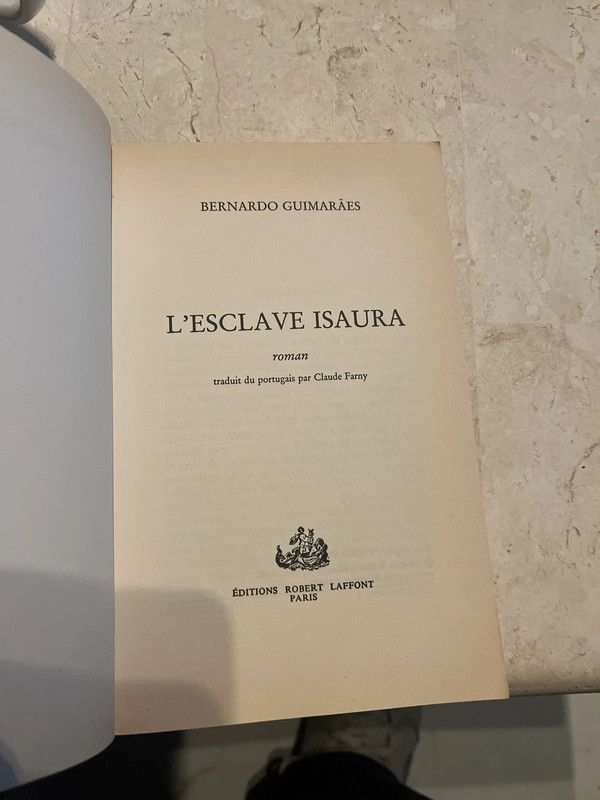 BERNARDO GUIMARÃES
L'ESCLAVE ISAURA
roman
traduit du portugais par Claude Farny
ÉDITIONS ROBERT LAFFONT
PARIS